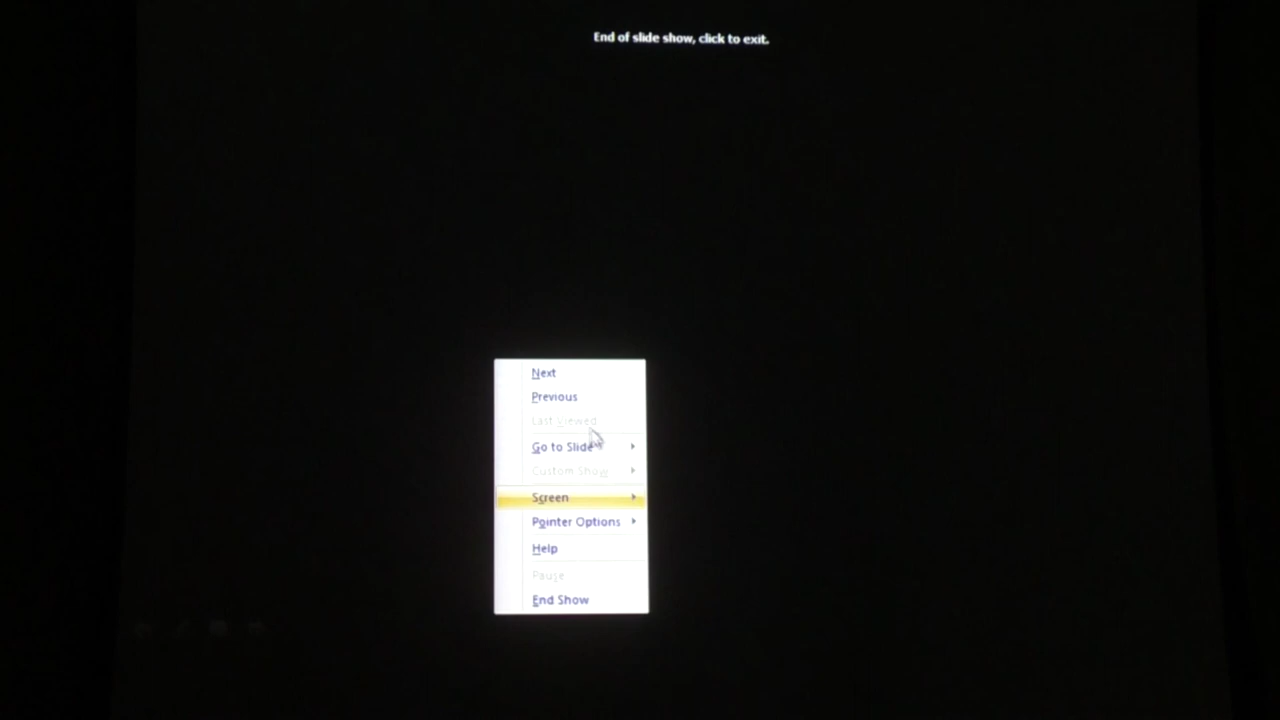 End of slide show, click to exit.
Next
Previous
Last Viewed
Go to Slide
Custom Show
Screen
Pointer Options
Help
Pause
End Show